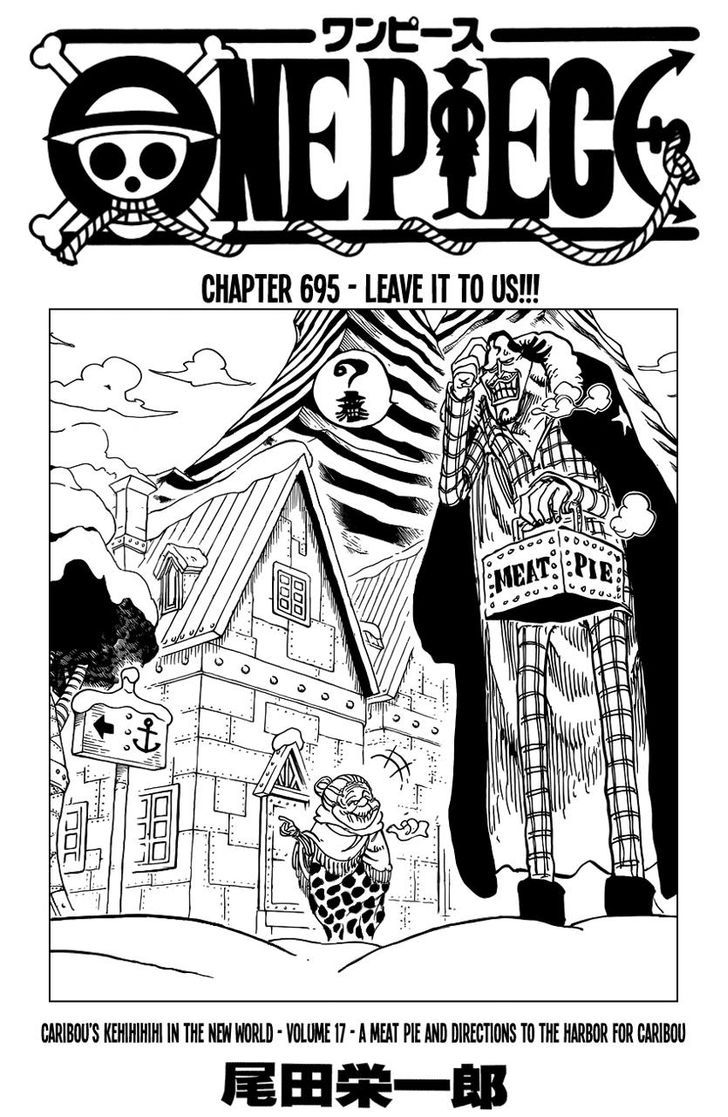 ワンピース
ONE PIECE
CHAPTER 695 - LEAVE IT TO US!!!
?
MEAT PIE
CARIBOU'S KEHIHIHIHI IN THE NEW WORLD - VOLUME 17 - A MEAT PIE AND DIRECTIONS TO THE HARBOR FOR CARIBOU
尾田栄一郎